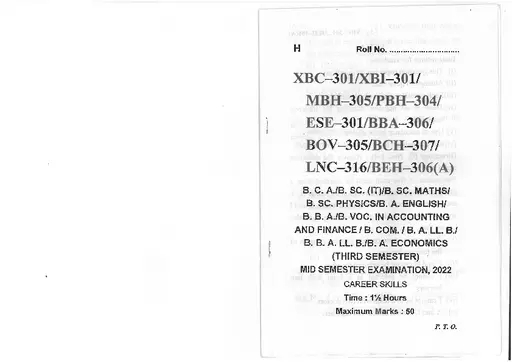 H Roll No. ..............................
XBC–301/XBI–301/
MBH–305/PBH–304/
ESE–301/BBA–306/
BOV–305/BCH–307/
LNC–316/BEH–306(A)
B. C. A./B. SC. (IT)/B. SC. MATHS/
B. SC. PHYSICS/B. A. ENGLISH/
B. B. A./B. VOC. IN ACCOUNTING
AND FINANCE / B. COM. / B. A. LL. B./
B. B. A. LL. B./B. A. ECONOMICS
(THIRD SEMESTER)
MID SEMESTER EXAMINATION, 2022
CAREER SKILLS
Time : 1½ Hours
Maximum Marks : 50
P. T. O.